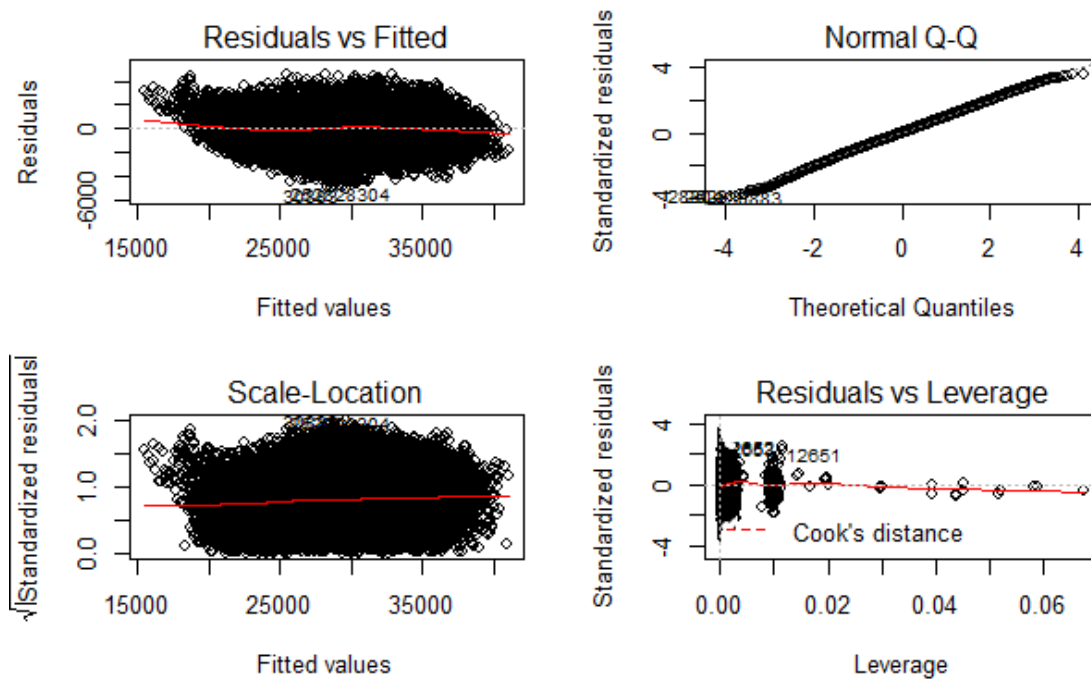 Residuals vs Fitted
Residuals
0
-6000
15000
25000
35000
Fitted values
Normal Q-Q
Standardized residuals
4
0
-4
-4
-2
0
2
4
Theoretical Quantiles
Scale-Location
√|Standardized residuals|
2.0
1.0
0.0
15000
25000
35000
Fitted values
Residuals vs Leverage
Standardized residuals
4
0
-4
12651
Cook's distance
0.00
0.02
0.04
0.06
Leverage